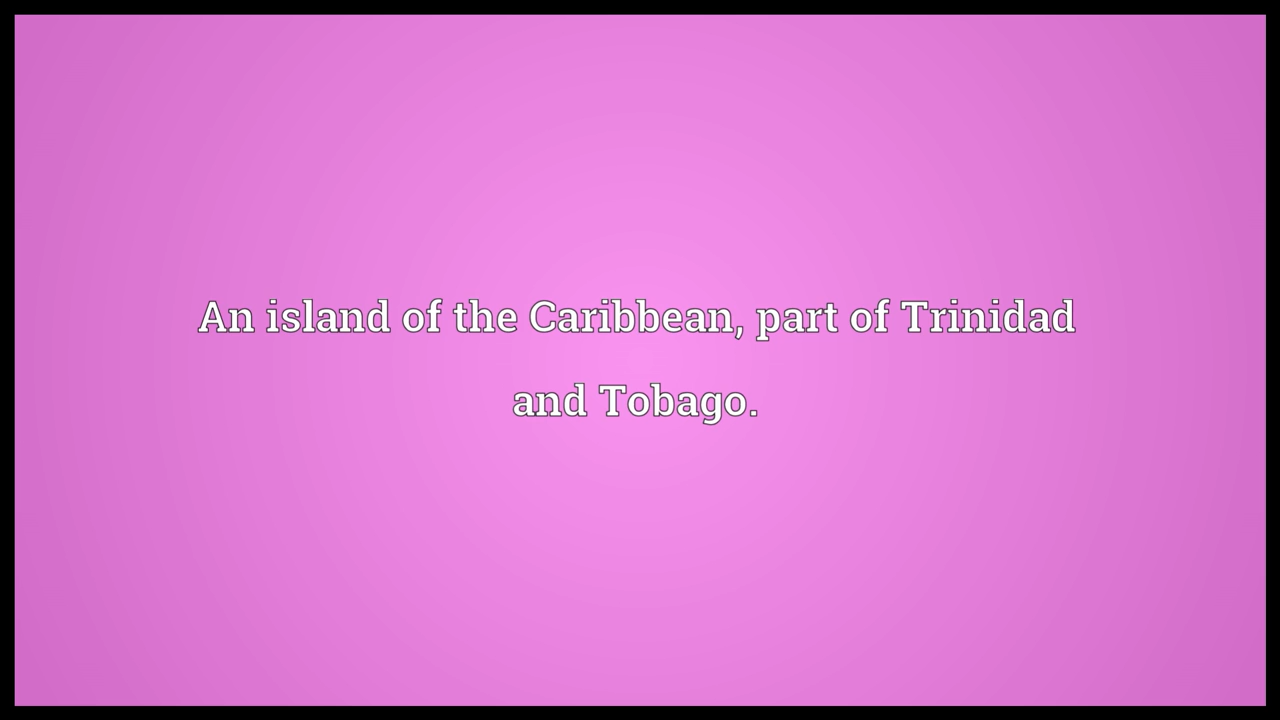 An island of the Caribbean, part of Trinidad
and Tobago.